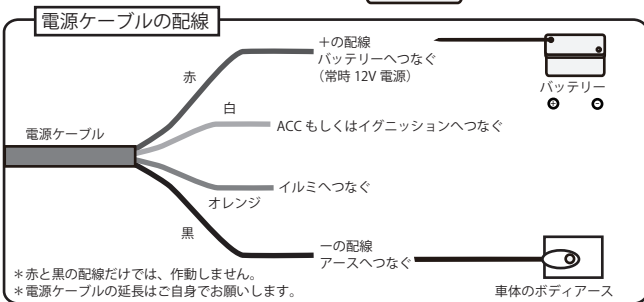 電源ケーブルの配線
＋の配線
バッテリーへつなぐ
（常時 12V 電源）
赤
バッテリー
⊕ ⊖
白
ACC もしくはイグニッションへつなぐ
電源ケーブル
イルミへつなぐ
オレンジ
黒
ーの配線
アースへつなぐ
＊赤と黒の配線だけでは、作動しません。
＊電源ケーブルの延長はご自身でお願いします。
車体のボディアース